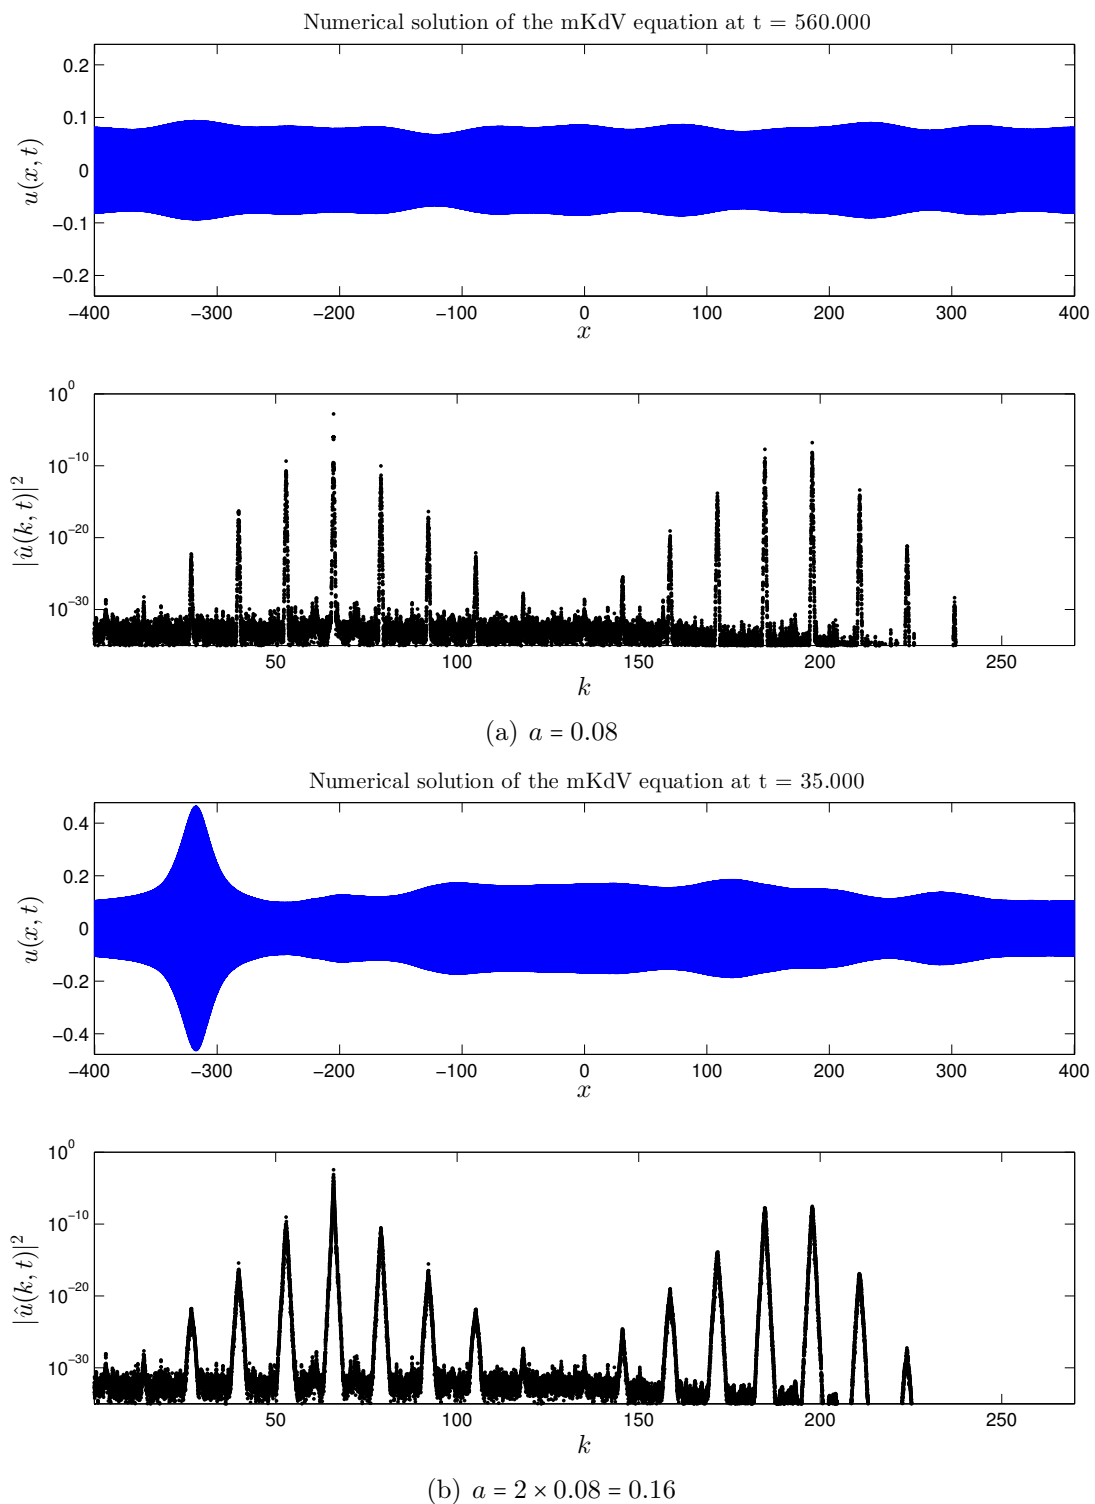 Numerical solution of the mKdV equation at t = 560.000
0.2
0.1
0
−0.1
−0.2
u(x, t)
−400 −300 −200 −100 0 100 200 300 400
x
10^0
10^−10
10^−20
10^−30
|û(k, t)|^2
50 100 150 200 250
k
(a) a = 0.08
Numerical solution of the mKdV equation at t = 35.000
0.4
0.2
0
−0.2
−0.4
u(x, t)
−400 −300 −200 −100 0 100 200 300 400
x
10^0
10^−10
10^−20
10^−30
|û(k, t)|^2
50 100 150 200 250
k
(b) a = 2 × 0.08 = 0.16